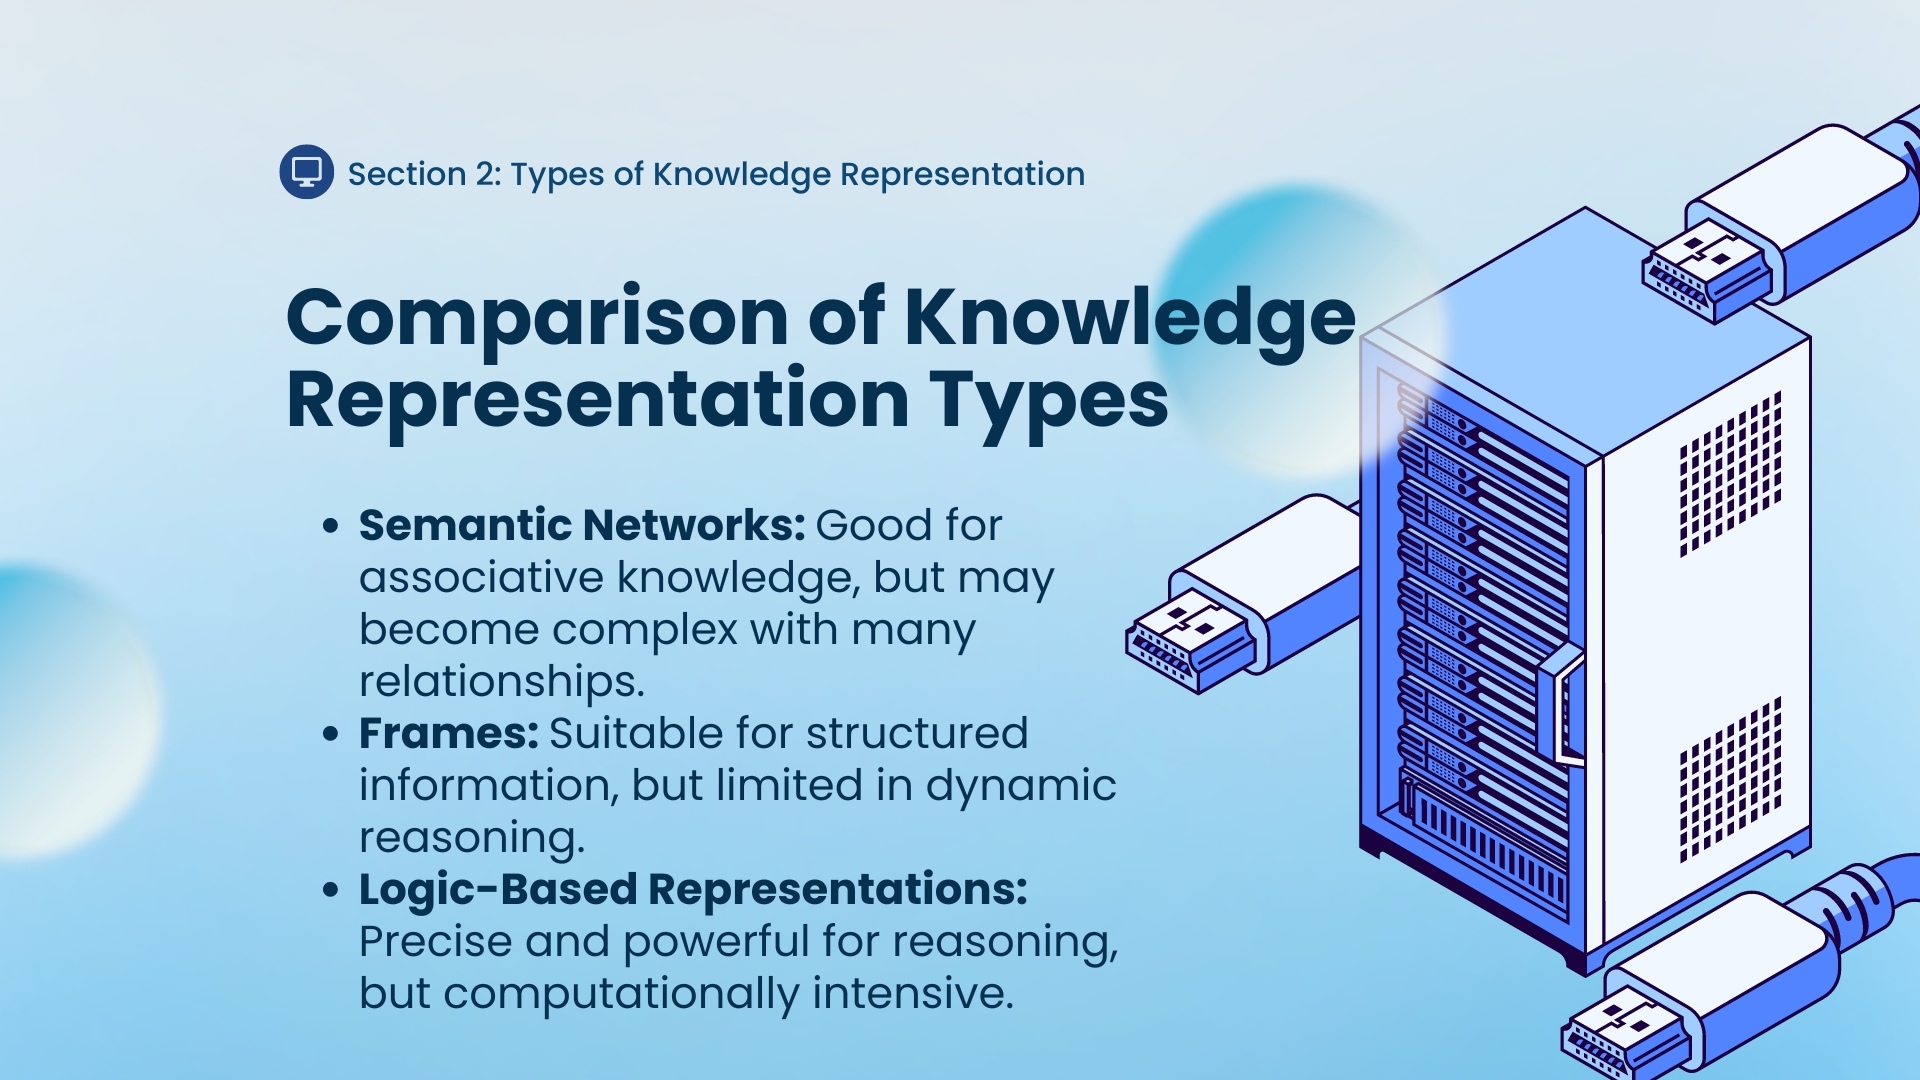 Section 2: Types of Knowledge Representation
Comparison of Knowledge
Representation Types
• Semantic Networks: Good for
associative knowledge, but may
become complex with many
relationships.
• Frames: Suitable for structured
information, but limited in dynamic
reasoning.
• Logic-Based Representations:
Precise and powerful for reasoning,
but computationally intensive.